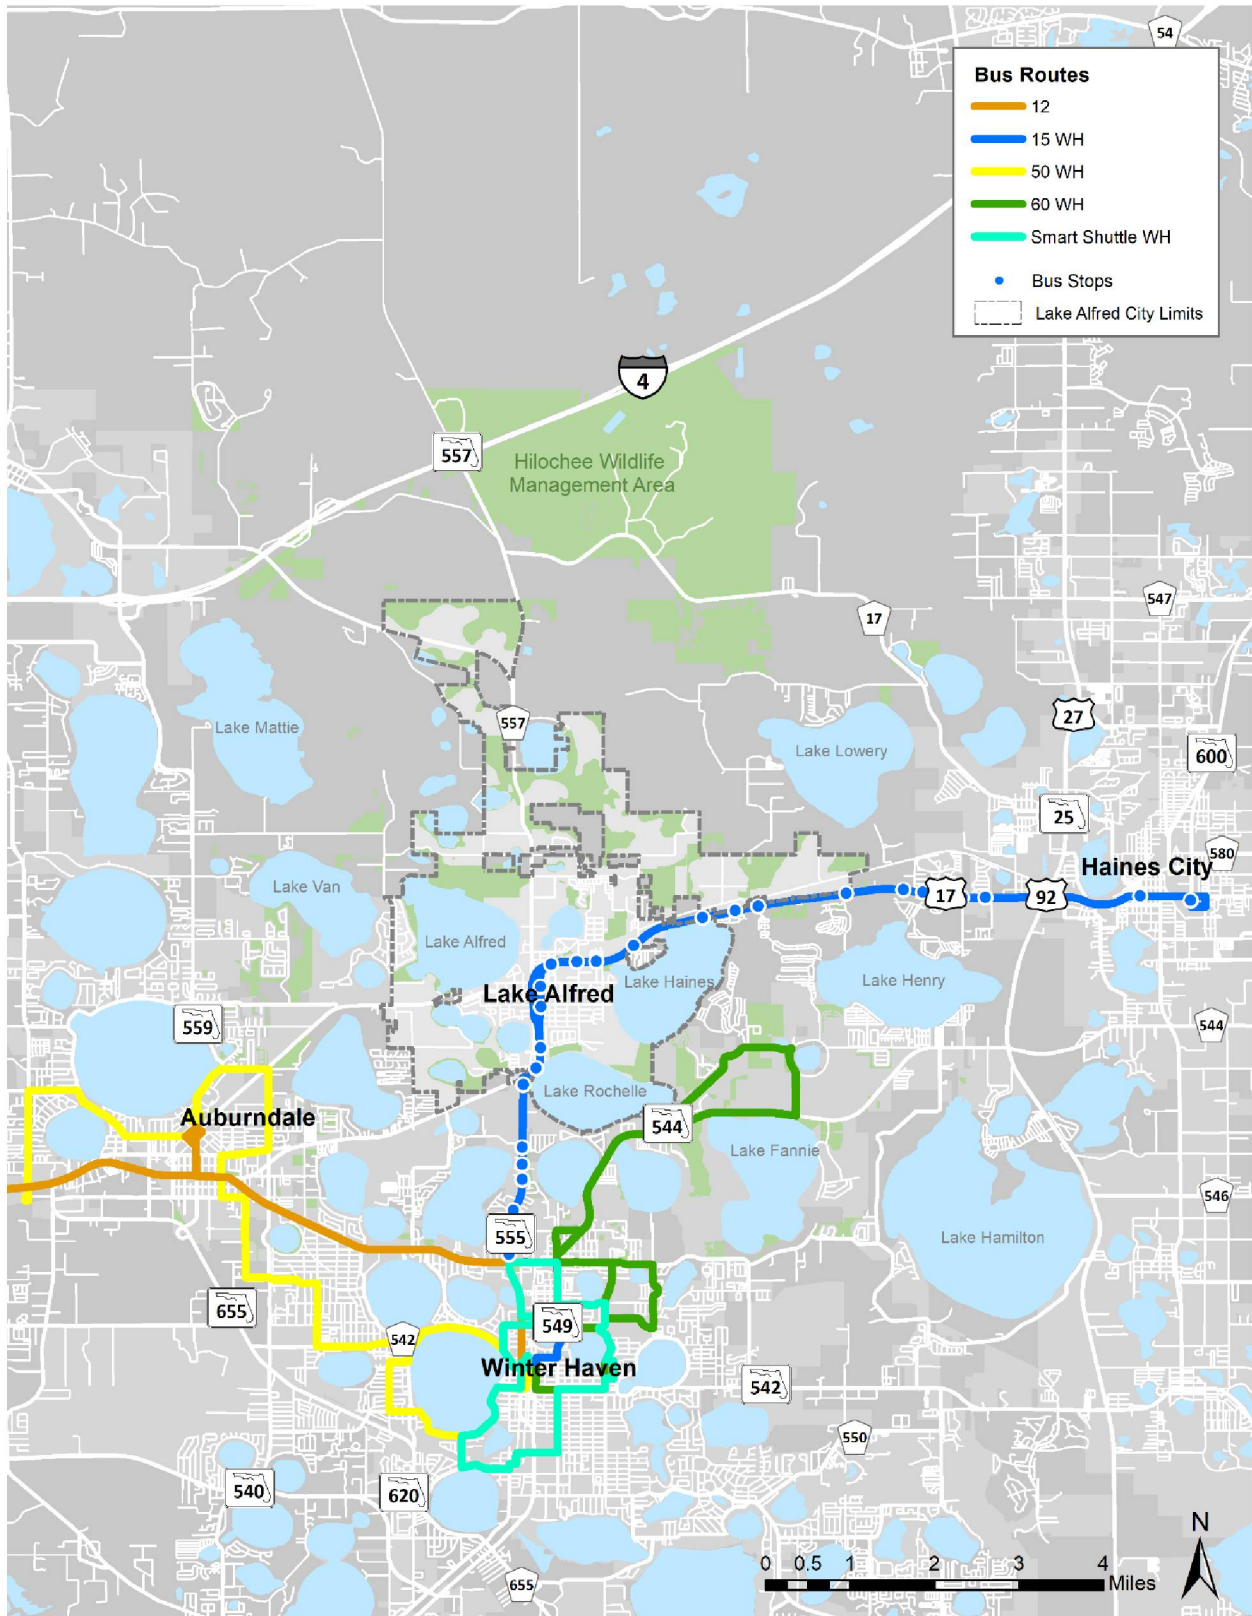 54
Bus Routes
12
15 WH
50 WH
60 WH
Smart Shuttle WH
Bus Stops
Lake Alfred City Limits
4
557
Hilochee Wildlife
Management Area
547
17
Lake Mattie
557
27
Lake Lowery
600
25
580
Haines City
Lake Van
17
92
Lake Alfred
Lake Haines
Lake Henry
Lake Alfred
559
544
Lake Rochelle
Auburndale
544
Lake Fannie
546
555
Lake Hamilton
655
549
542
Winter Haven
542
550
540
620
N
0 0.5 1 2 3 4
Miles
655